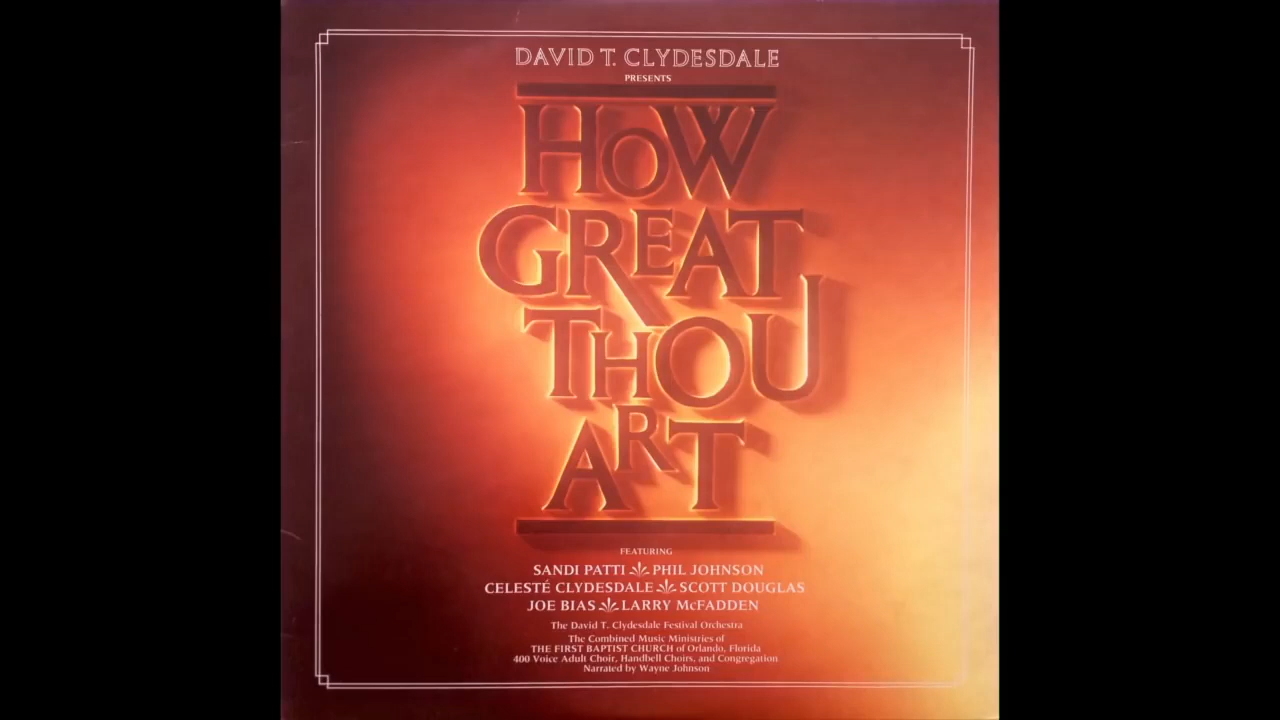 DAVID T. CLYDESDALE
PRESENTS
HOW
GREAT
THOU
ART
FEATURING
SANDI PATTI PHIL JOHNSON
CELESTÉ CLYDESDALE SCOTT DOUGLAS
JOE BIAS LARRY McFADDEN
The David T. Clydesdale Festival Orchestra
The Combined Music Ministries of
THE FIRST BAPTIST CHURCH of Orlando, Florida
400 Voice Adult Choir, Handbell Choirs, and Congregation
Narrated by Wayne Johnson